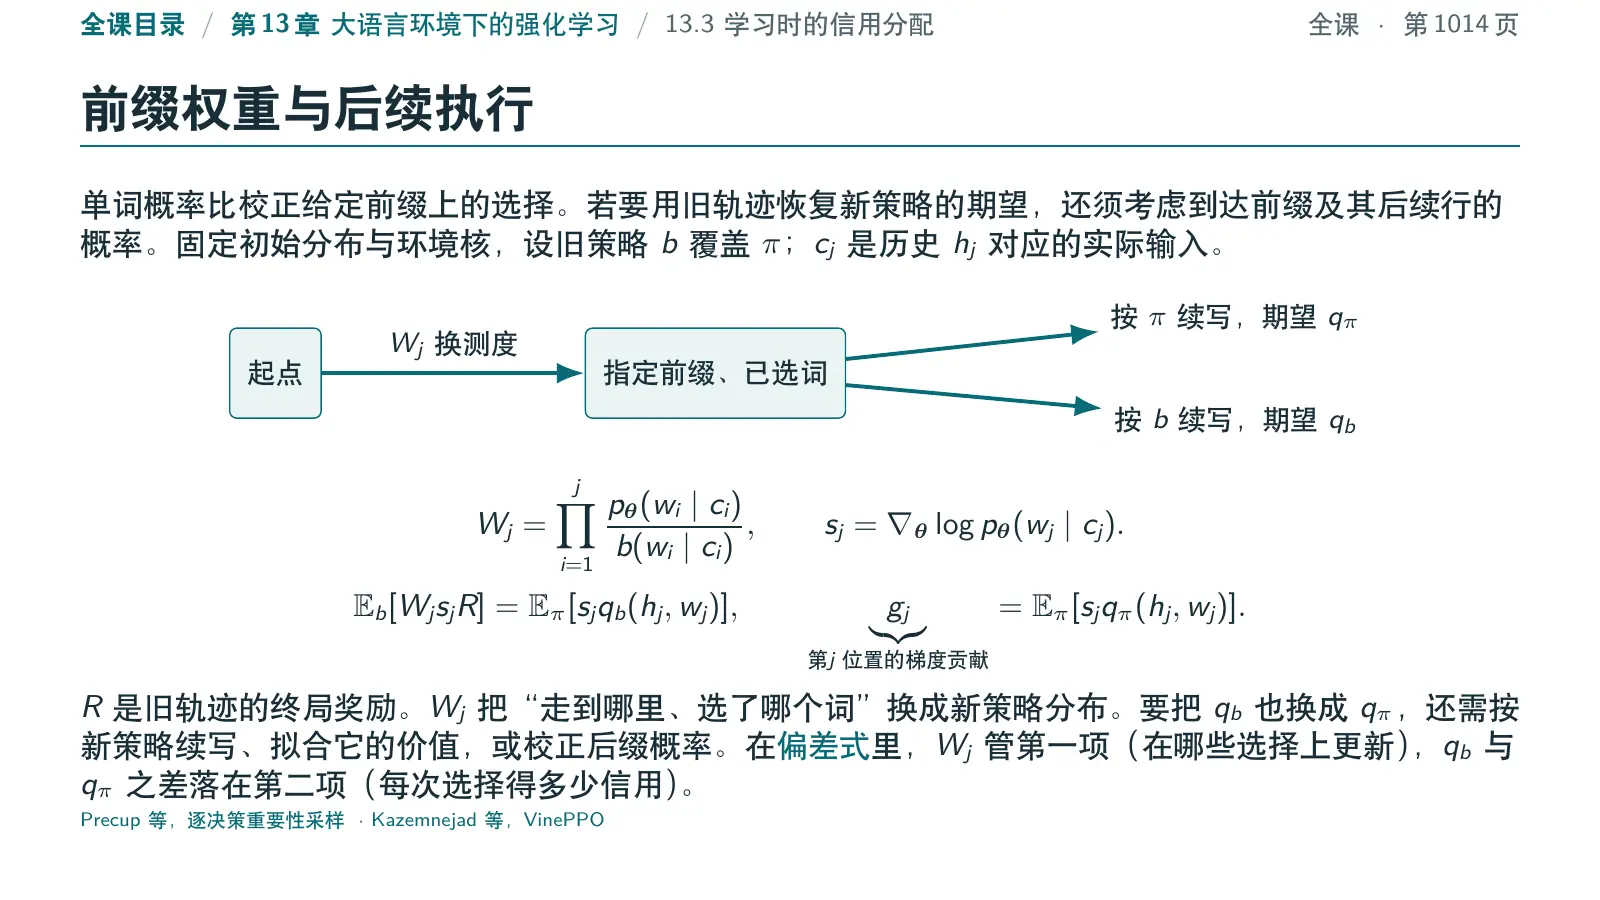 全课目录 / 第13章 大语言环境下的强化学习 / 13.3 学习时的信用分配
全课 · 第1014页
前缀权重与后续执行
单词概率比校正给定前缀上的选择。若要用旧轨迹恢复新策略的期望，还须考虑到达前缀及其后续行的
概率。固定初始分布与环境核，设旧策略 b 覆盖 π；c_j 是历史 h_j 对应的实际输入。
按 π 续写，期望 q_π
W_j 换测度
起点
指定前缀、已选词
按 b 续写，期望 q_b
W_j = ∏_{i=1}^{j} p_θ(w_i | c_i) / b(w_i | c_i), s_j = ∇_θ log p_θ(w_j | c_j).
𝔼_b[W_j s_j R] = 𝔼_π[s_j q_b(h_j, w_j)], g_j = 𝔼_π[s_j q_π(h_j, w_j)].
第j 位置的梯度贡献
R 是旧轨迹的终局奖励。W_j 把“走到哪里、选了哪个词”换成新策略分布。要把 q_b 也换成 q_π，还需按
新策略续写、拟合它的价值，或校正后缀概率。在偏差式里，W_j 管第一项（在哪些选择上更新），q_b 与
q_π 之差落在第二项（每次选择得多少信用）。
Precup 等，逐决策重要性采样 · Kazemnejad 等，VinePPO